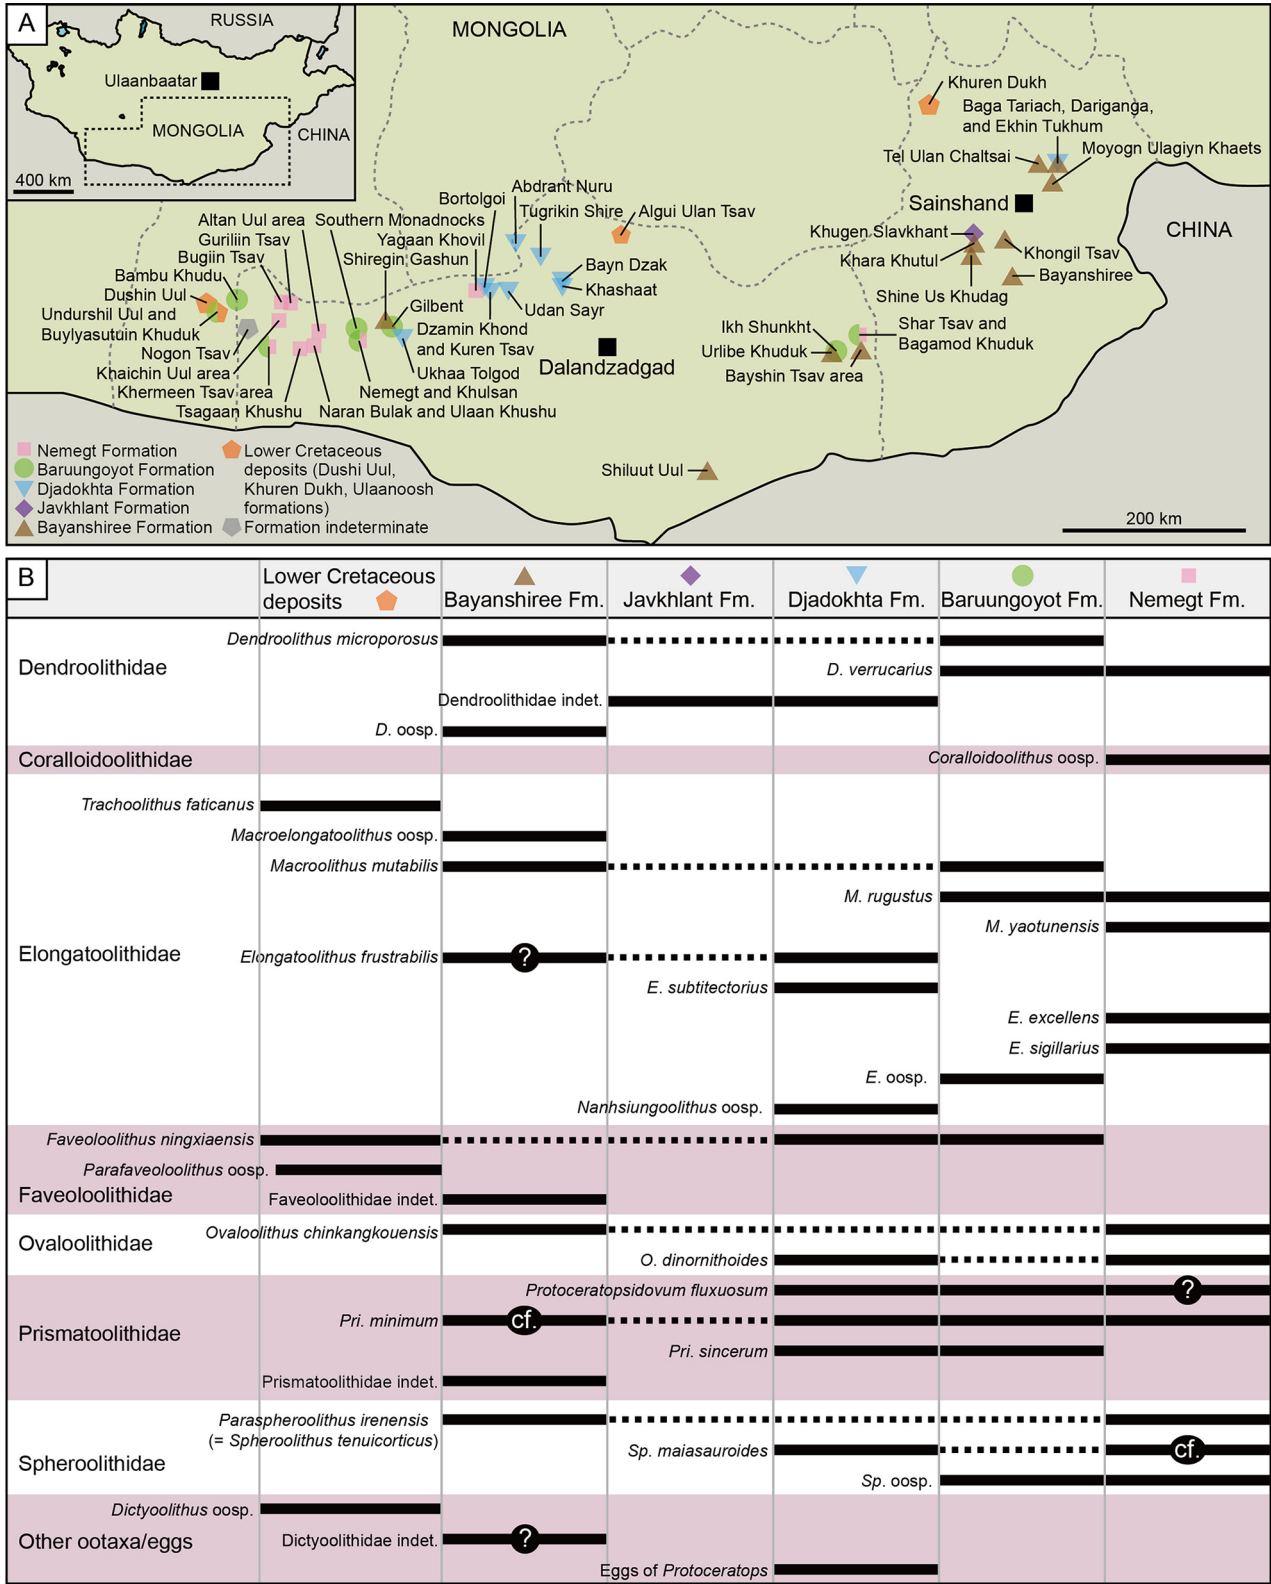 A
RUSSIA
Ulaanbaatar
MONGOLIA
CHINA
400 km
MONGOLIA
Khuren Dukh
Baga Tariach, Dariganga,
and Ekhin Tukhum
Tel Ulan Chaltsai
Moyogn Ulagiyn Khaets
Sainshand
CHINA
Khugen Slavkhant
Khara Khutul
Khongil Tsav
Bayanshiree
Shine Us Khudag
Abdrant Nuru
Bortolgoi
Tugrikin Shire
Algui Ulan Tsav
Altan Uul area
Southern Monadnocks
Guriliin Tsav
Yagaan Khovil
Bugiin Tsav
Shiregin Gashun
Bambu Khudu
Bayn Dzak
Dushin Uul
Khashaat
Undurshil Uul and
Buylyasutuin Khuduk
Gilbent
Udan Sayr
Nogon Tsav
Dzamin Khond
and Kuren Tsav
Khaichin Uul area
Ukhaa Tolgod
Dalandzadgad
Khermeen Tsav area
Nemegt and Khulsan
Tsagaan Khushu
Naran Bulak and Ulaan Khushu
Ikh Shunkht
Shar Tsav and
Bagamod Khuduk
Urlibe Khuduk
Bayshin Tsav area
Shiluut Uul
Nemegt Formation
Baruungoyot Formation
Djadokhta Formation
Javkhlant Formation
Bayanshiree Formation
Lower Cretaceous
deposits (Dushi Uul,
Khuren Dukh, Ulaanoosh
formations)
Formation indeterminate
200 km
B
Lower Cretaceous
deposits
Bayanshiree Fm.
Javkhlant Fm.
Djadokhta Fm.
Baruungoyot Fm.
Nemegt Fm.
Dendroolithidae
Dendroolithus microporosus
D. verrucarius
Dendroolithidae indet.
D. oosp.
Coralloidoolithidae
Coralloidoolithus oosp.
Elongatoolithidae
Trachoolithus faticanus
Macroelongatoolithus oosp.
Macroolithus mutabilis
M. rugustus
M. yaotunensis
Elongatoolithus frustrabilis
?
E. subtitectorius
E. excellens
E. sigillarius
E. oosp.
Nanhsiungoolithus oosp.
Faveoloolithus ningxiaensis
Parafaveoloolithus oosp.
Faveoloolithidae
Faveoloolithidae indet.
Ovaloolithidae
Ovaloolithus chinkangkouensis
O. dinornithoides
Prismatoolithidae
Protoceratopsidovum fluxuosum
?
Pri. minimum
cf.
Pri. sincerum
Prismatoolithidae indet.
Spheroolithidae
Paraspheroolithus irenensis
(= Spheroolithus tenuicorticus)
Sp. maiasauroides
cf.
Sp. oosp.
Other ootaxa/eggs
Dictyoolithus oosp.
Dictyoolithidae indet.
?
Eggs of Protoceratops